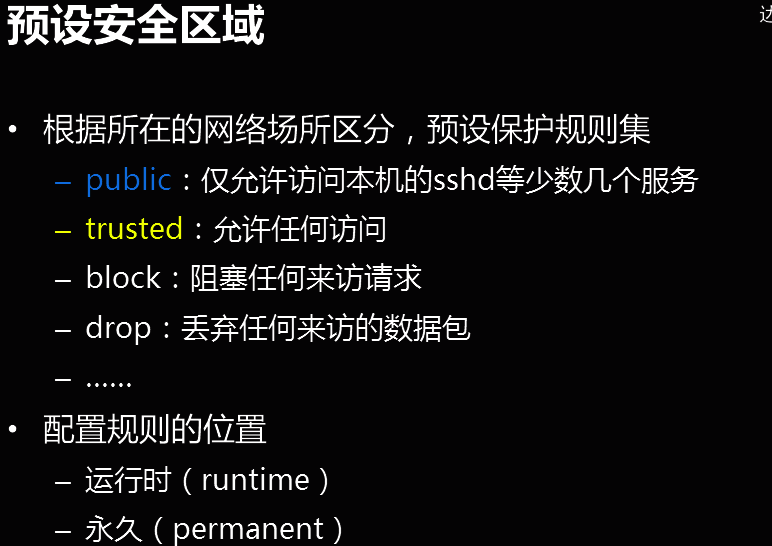 预设安全区域
• 根据所在的网络场所区分，预设保护规则集
– public：仅允许访问本机的sshd等少数几个服务
– trusted：允许任何访问
– block：阻塞任何来访请求
– drop：丢弃任何来访的数据包
– ……
• 配置规则的位置
– 运行时（runtime）
– 永久（permanent）